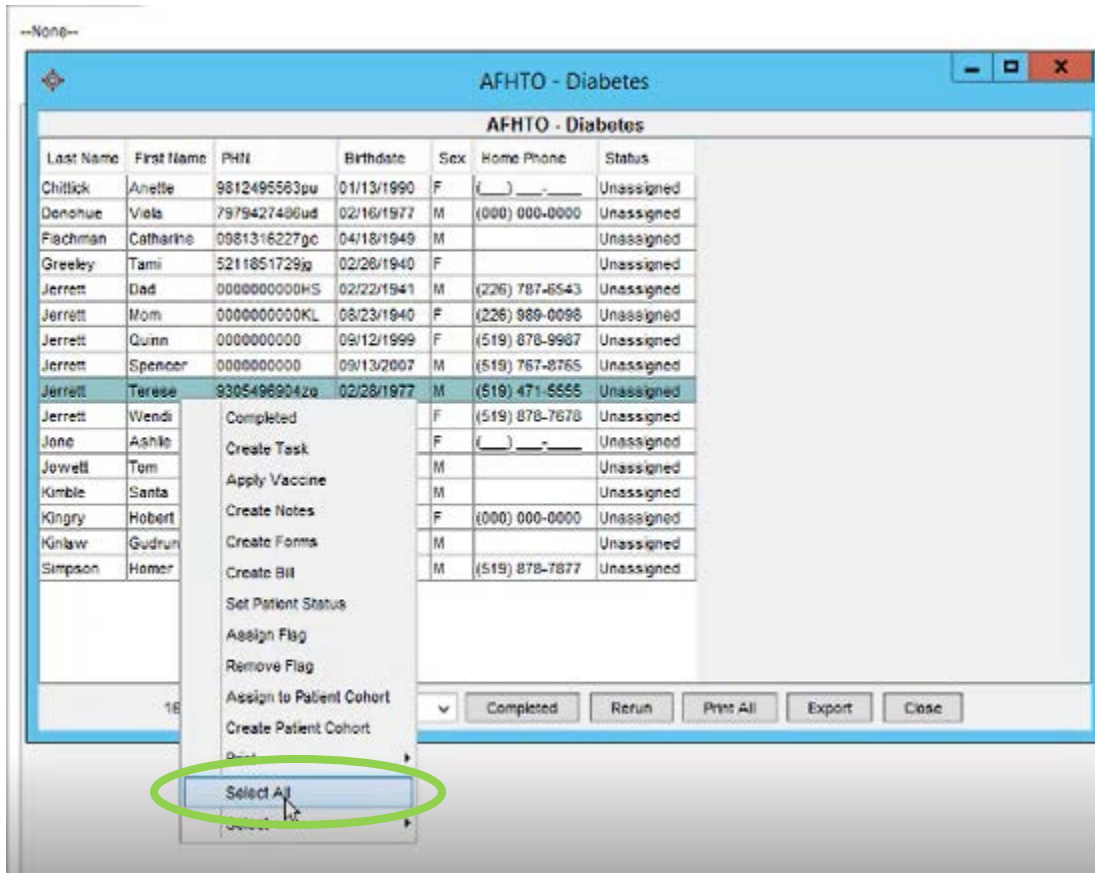 --None--
AFHTO - Diabetes
AFHTO - Diabetes
Last Name First Name PHN Birthdate Sex Home Phone Status
Chittick Anette 9812495563pu 01/13/1990 F (___) ___-____ Unassigned
Donohue Viola 7979427486ud 02/16/1977 M (000) 000-0000 Unassigned
Flachman Catharine 0981316227gc 04/18/1949 M Unassigned
Greeley Tami 5211851729jg 02/26/1940 F Unassigned
Jerrett Dad 0000000000HS 02/22/1941 M (226) 787-6543 Unassigned
Jerrett Mom 0000000000KL 08/23/1940 F (226) 989-0098 Unassigned
Jerrett Quinn 0000000000 09/12/1999 F (519) 878-9987 Unassigned
Jerrett Spencer 0000000000 09/13/2007 M (519) 767-8765 Unassigned
Jerrett Terese 9305496904zq 02/28/1977 M (519) 471-5555 Unassigned
Jerrett Wendi F (519) 878-7678 Unassigned
Jone Ashlie F (___) ___-____ Unassigned
Jowett Tom M Unassigned
Kimble Santa M Unassigned
Kingry Hobert F (000) 000-0000 Unassigned
Kinlaw Gudrun M Unassigned
Simpson Homer M (519) 878-7877 Unassigned
Completed
Create Task
Apply Vaccine
Create Notes
Create Forms
Create Bill
Set Patient Status
Assign Flag
Remove Flag
Assign to Patient Cohort
Create Patient Cohort
Print
Select All
Select
16 Completed Rerun Print All Export Close